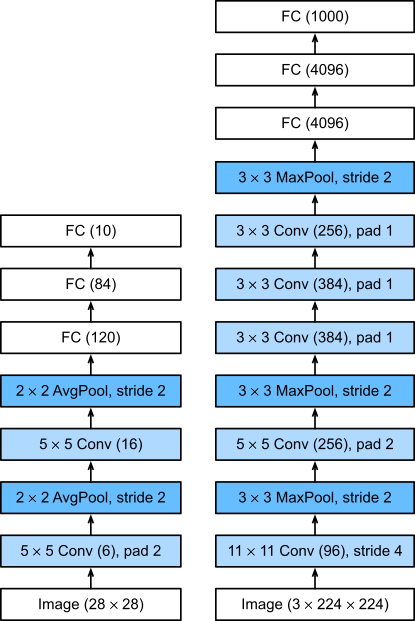 FC (1000)
FC (4096)
FC (4096)
3 × 3 MaxPool, stride 2
3 × 3 Conv (256), pad 1
3 × 3 Conv (384), pad 1
3 × 3 Conv (384), pad 1
3 × 3 MaxPool, stride 2
5 × 5 Conv (256), pad 2
3 × 3 MaxPool, stride 2
11 × 11 Conv (96), stride 4
Image (3 × 224 × 224)
FC (10)
FC (84)
FC (120)
2 × 2 AvgPool, stride 2
5 × 5 Conv (16)
2 × 2 AvgPool, stride 2
5 × 5 Conv (6), pad 2
Image (28 × 28)